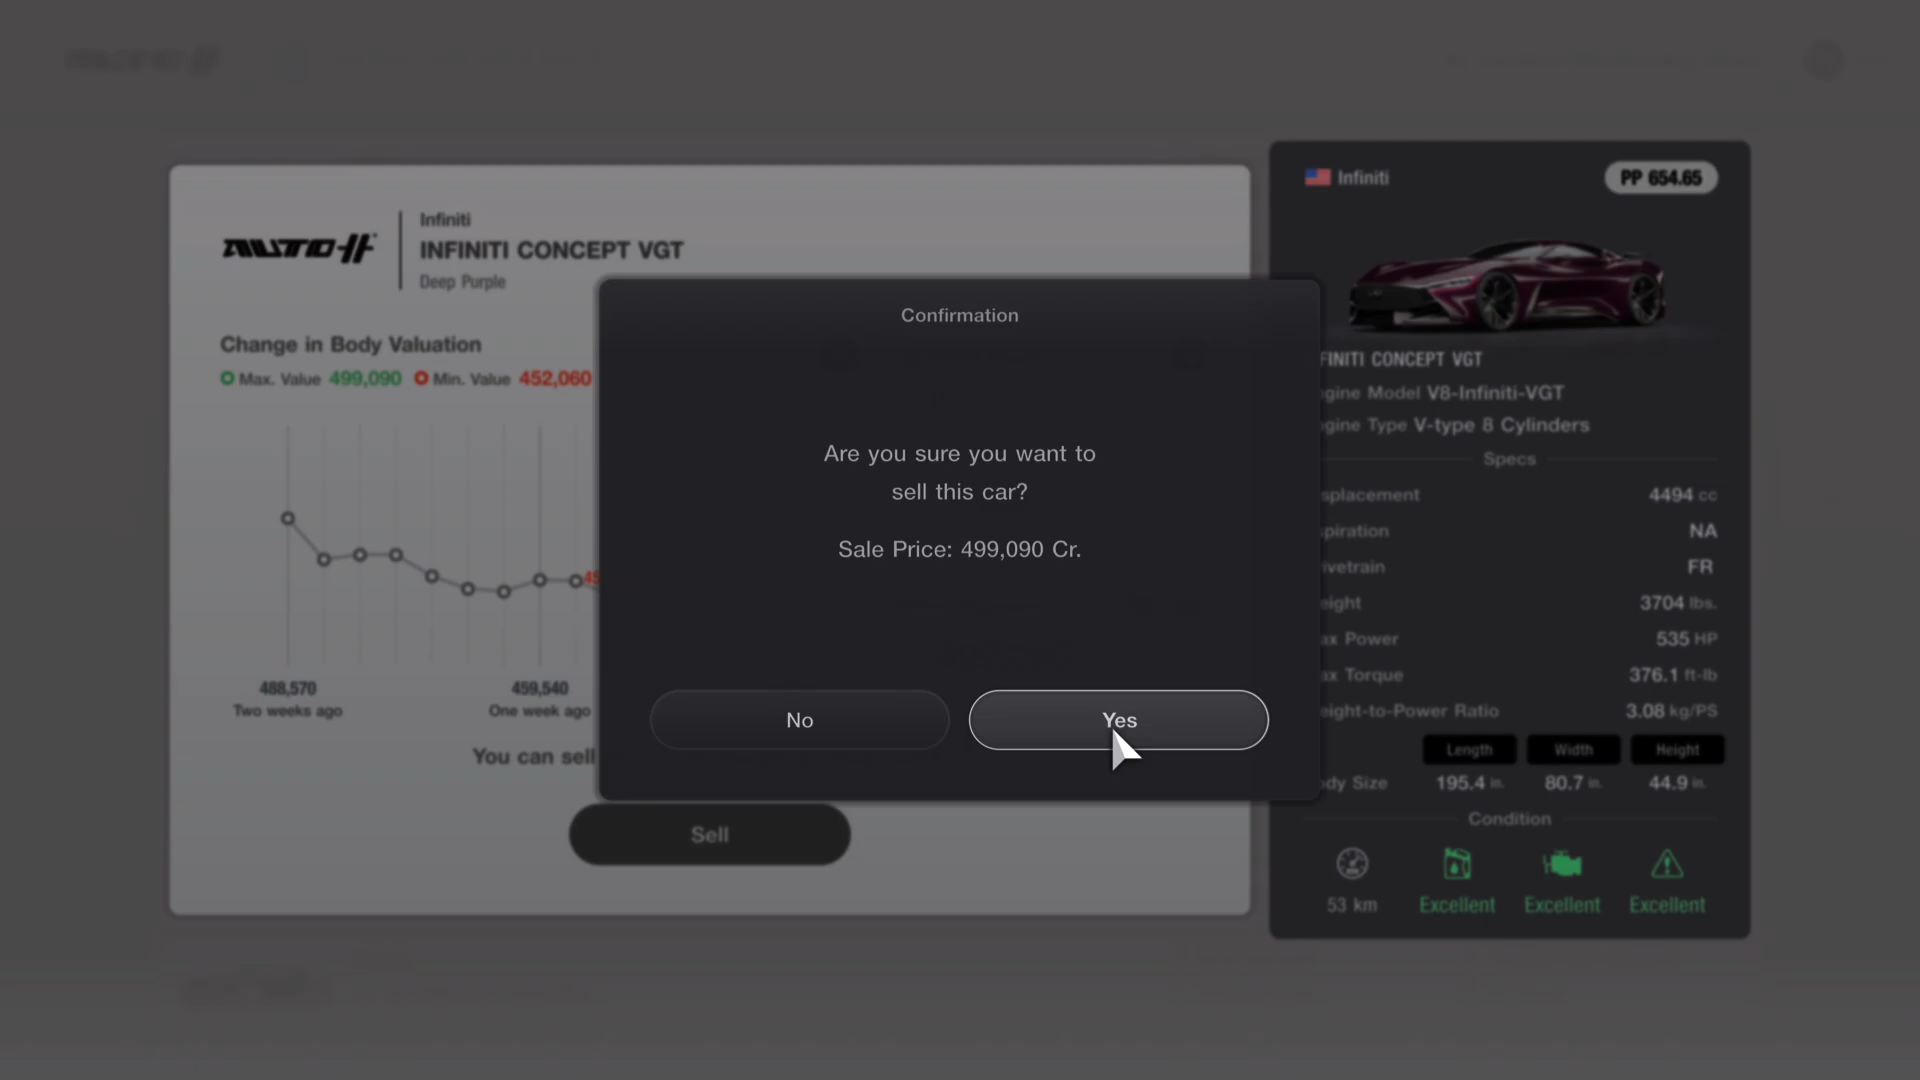 Infiniti
INFINITI CONCEPT VGT
Deep Purple
AUTO
Change in Body Valuation
Max. Value 499,090 Min. Value 452,060
45
488,570
Two weeks ago
459,540
One week ago
You can sell
Sell
Confirmation
Are you sure you want to
sell this car?
Sale Price: 499,090 Cr.
No
Yes
Infiniti
PP 654.65
FINITI CONCEPT VGT
gine Model V8-Infiniti-VGT
gine Type V-type 8 Cylinders
Specs
splacement 4494 cc
piration NA
ivetrain FR
eight 3704 lbs.
ax Power 535 HP
ax Torque 376.1 ft-lb
eight-to-Power Ratio 3.08 kg/PS
Length Width Height
dy Size 195.4 in. 80.7 in. 44.9 in.
Condition
53 km Excellent Excellent Excellent